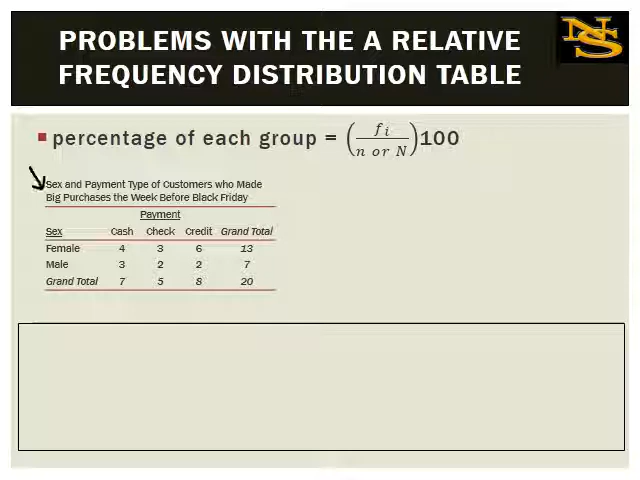 PROBLEMS WITH THE A RELATIVE
FREQUENCY DISTRIBUTION TABLE
NS
▪ percentage of each group = (f i / n or N)100
Sex and Payment Type of Customers who Made
Big Purchases the Week Before Black Friday
Payment
Sex Cash Check Credit Grand Total
Female 4 3 6 13
Male 3 2 2 7
Grand Total 7 5 8 20